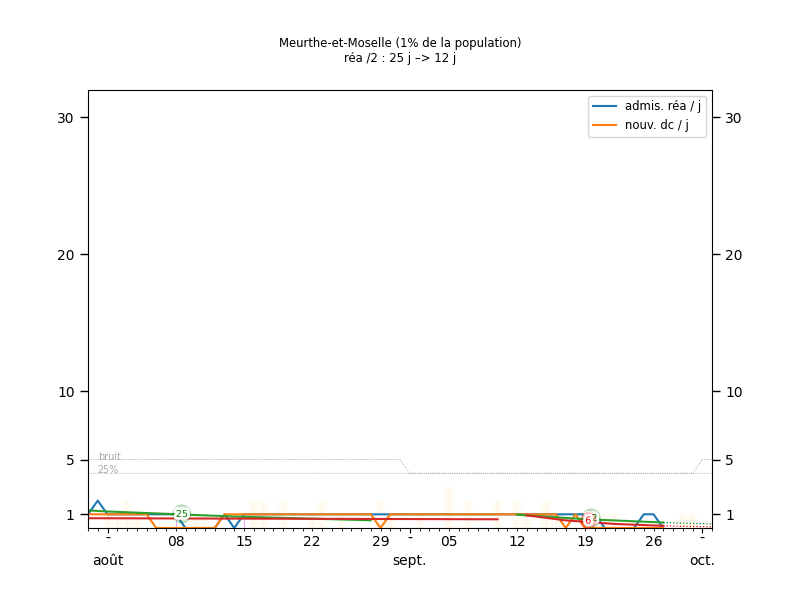 Meurthe-et-Moselle (1% de la population)
réa /2 : 25 j –> 12 j
admis. réa / j
nouv. dc / j
30
30
20
20
10
10
5
5
bruit
25%
1
1
25
6
- 08 15 22 29 - 05 12 19 26 -
août sept. oct.